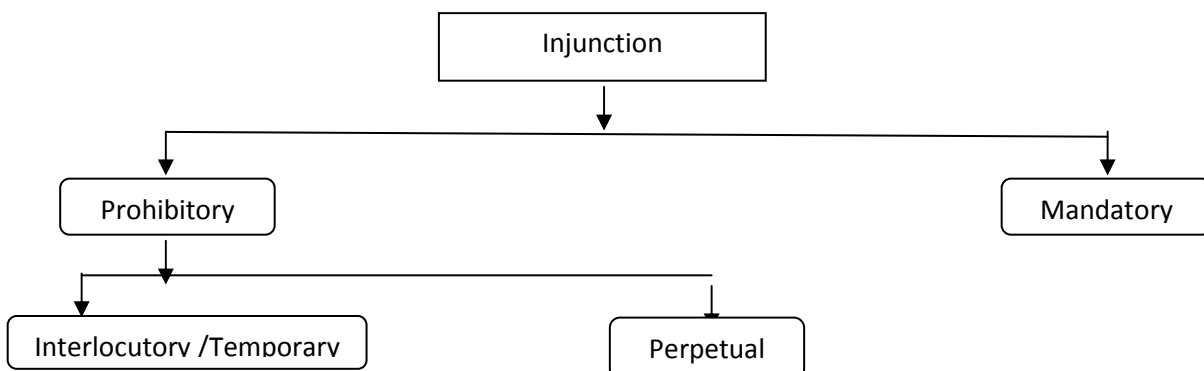 Injunction
Prohibitory
Mandatory
Interlocutory /Temporary
Perpetual